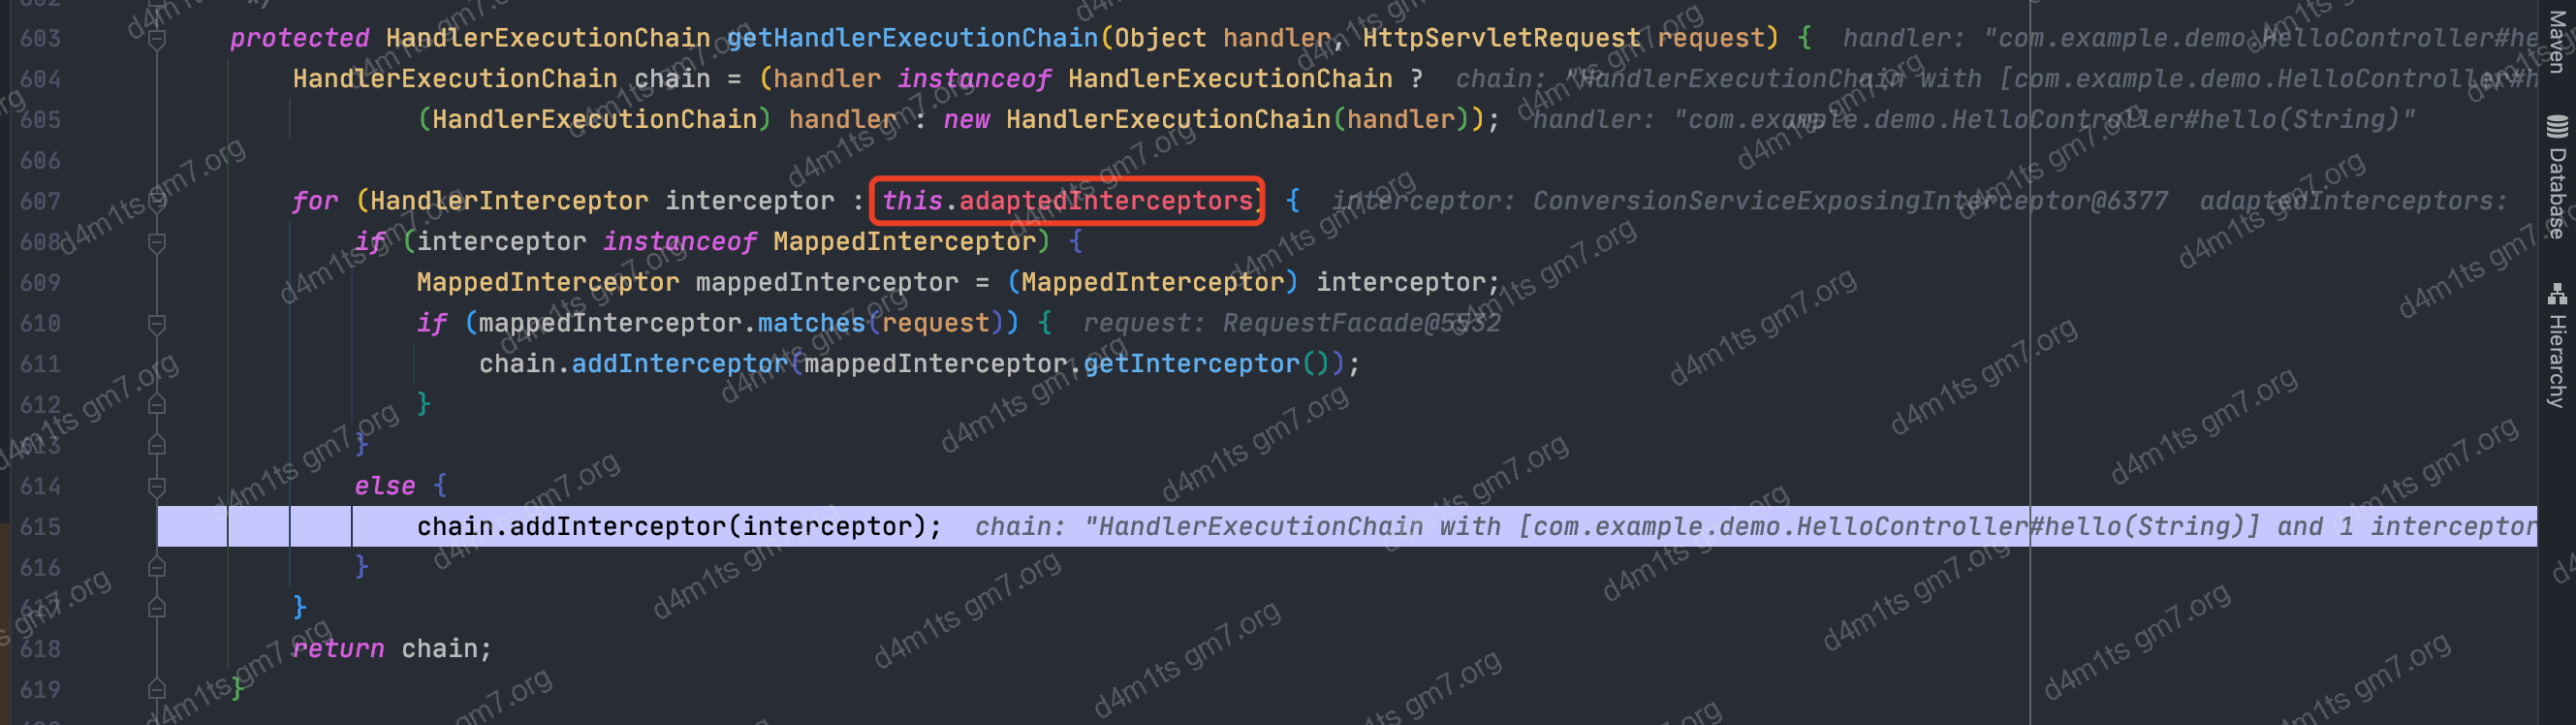 602 */
603 protected HandlerExecutionChain getHandlerExecutionChain(Object handler, HttpServletRequest request) { handler: "com.example.demo.HelloController#he
604 HandlerExecutionChain chain = (handler instanceof HandlerExecutionChain ? chain: "HandlerExecutionChain with [com.example.demo.HelloController#h
605 (HandlerExecutionChain) handler : new HandlerExecutionChain(handler)); handler: "com.example.demo.HelloController#hello(String)"
606
607 for (HandlerInterceptor interceptor : this.adaptedInterceptors) { interceptor: ConversionServiceExposingInterceptor@6377 adaptedInterceptors:
608 if (interceptor instanceof MappedInterceptor) {
609 MappedInterceptor mappedInterceptor = (MappedInterceptor) interceptor;
610 if (mappedInterceptor.matches(request)) { request: RequestFacade@5532
611 chain.addInterceptor(mappedInterceptor.getInterceptor());
612 }
613 }
614 else {
615 chain.addInterceptor(interceptor); chain: "HandlerExecutionChain with [com.example.demo.HelloController#hello(String)] and 1 interceptor
616 }
617 }
618 return chain;
619 }
Maven
Database
Hierarchy
d4m1ts gm7.org